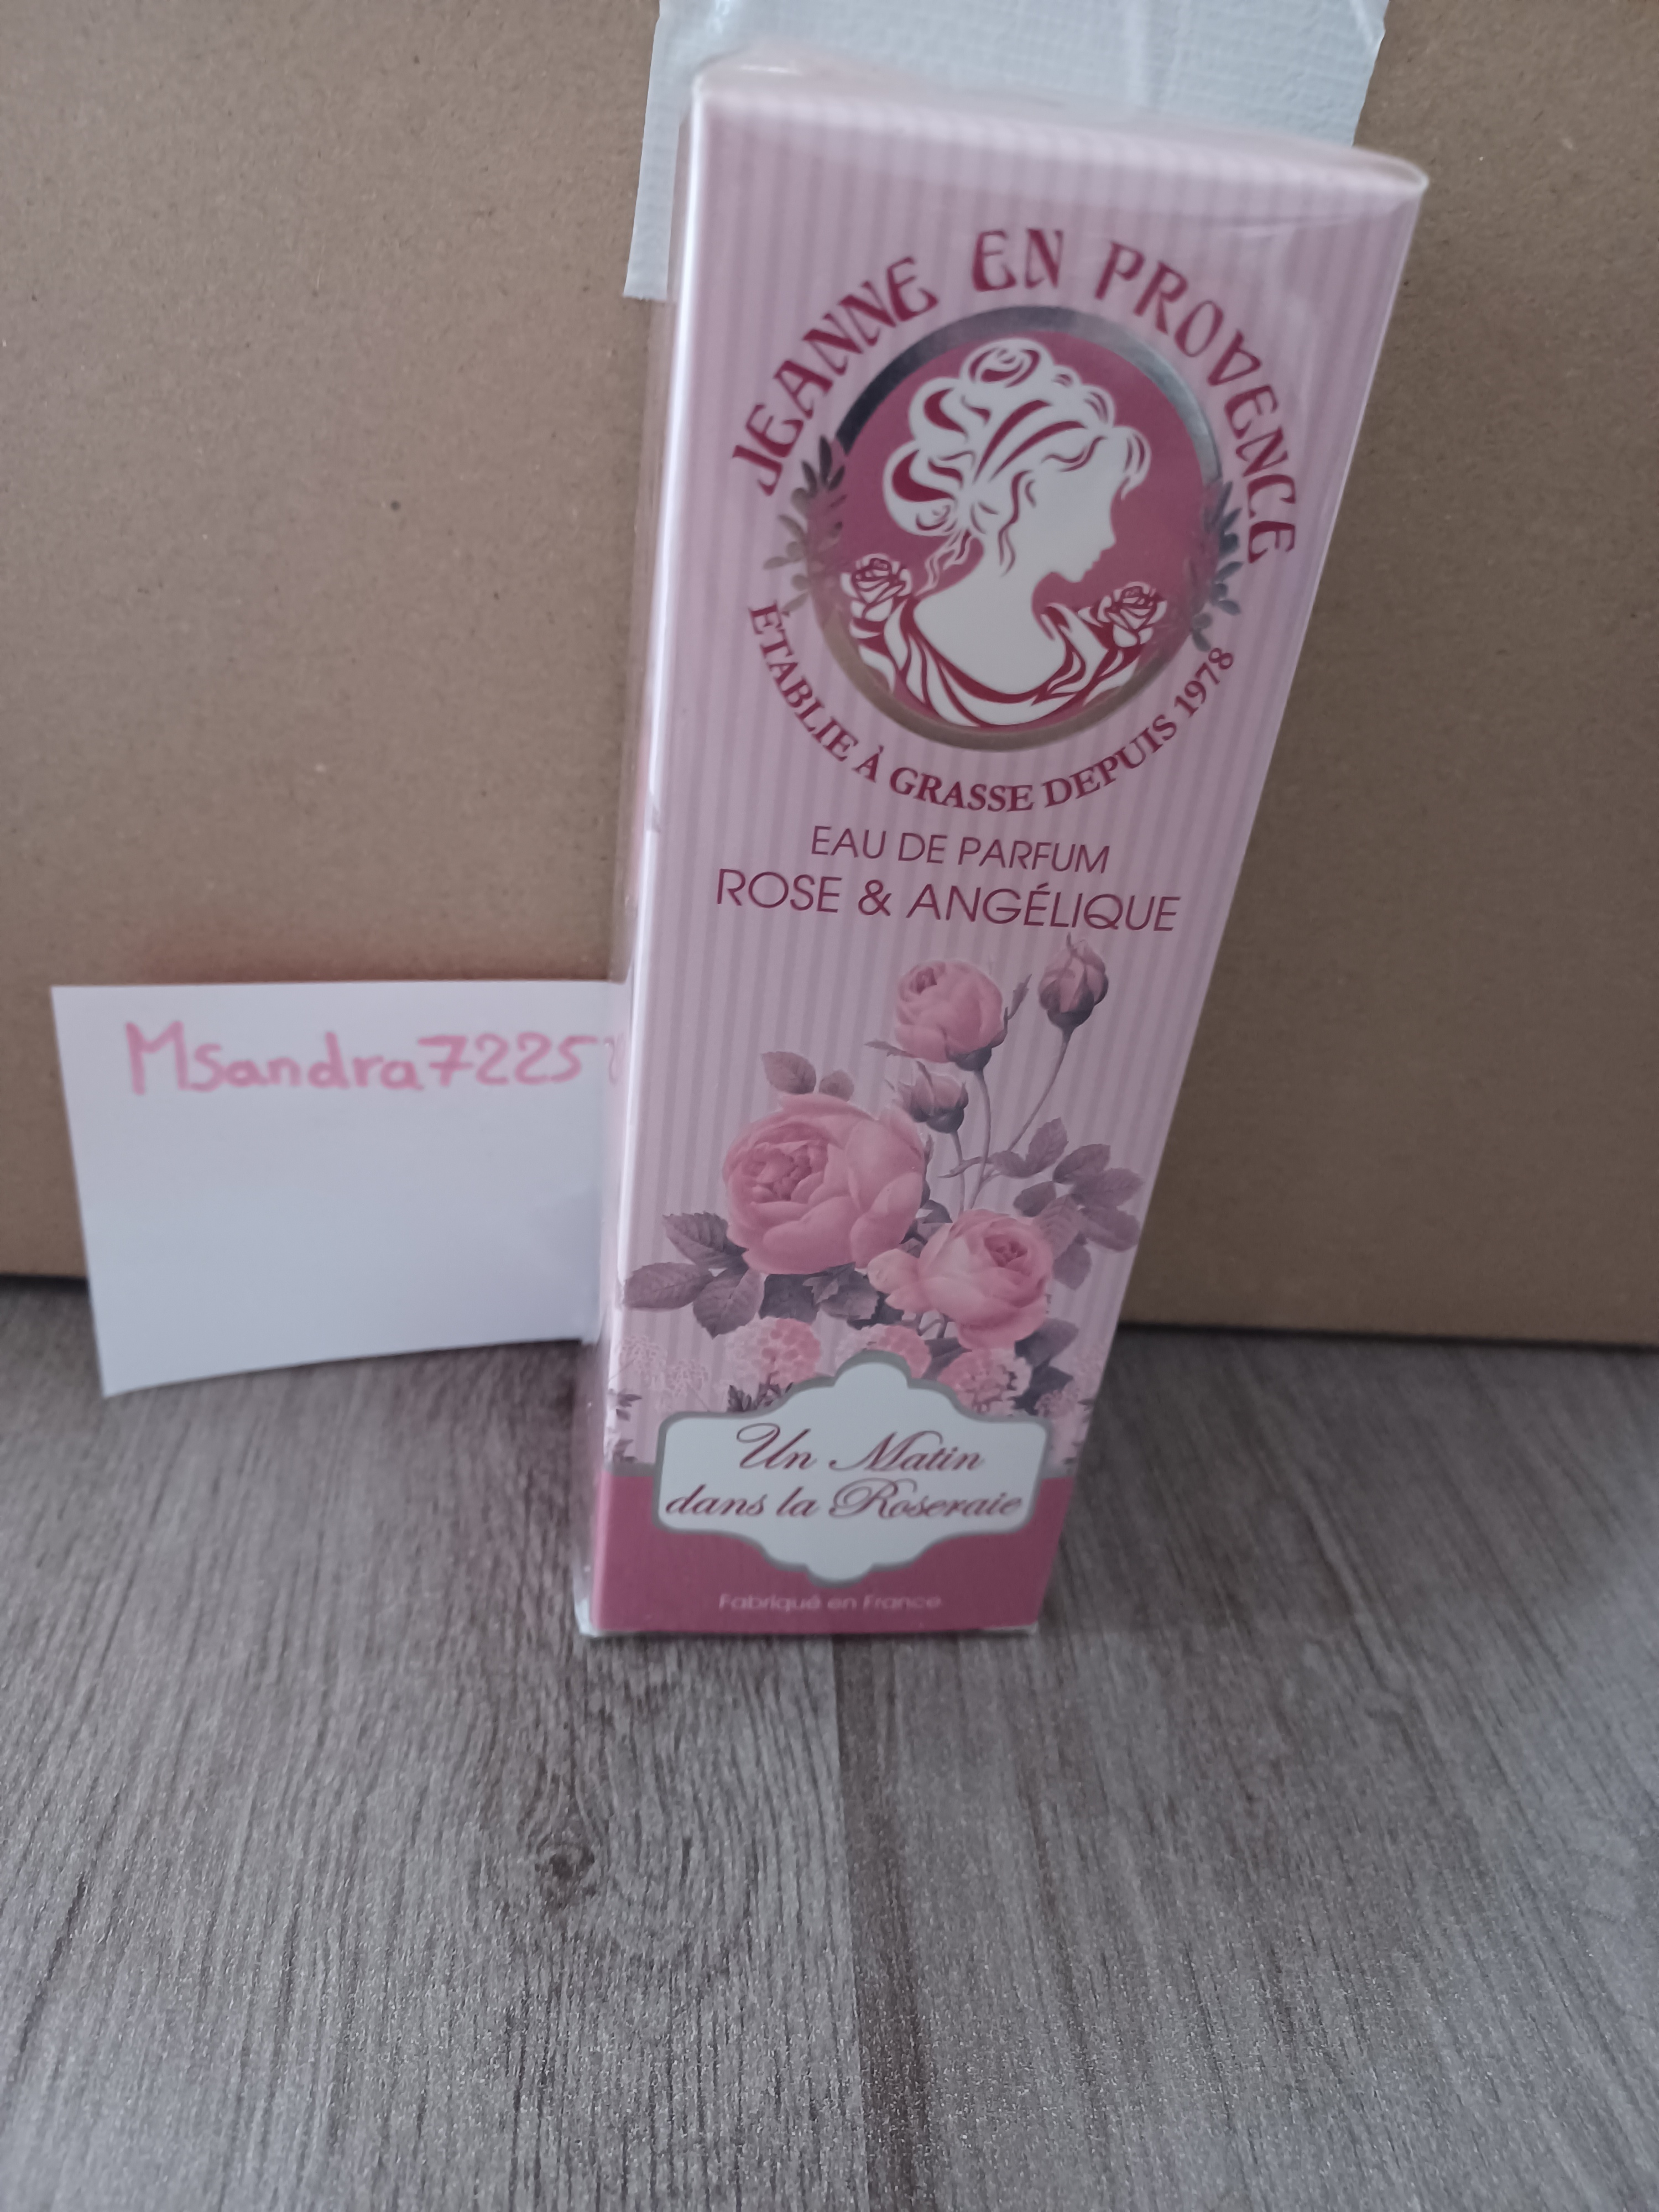 JEANNE EN PROVENCE
ÉTABLIE À GRASSE DEPUIS 1978
EAU DE PARFUM
ROSE & ANGÉLIQUE
Msandra7225
Un Matin
dans la Roseraie
Fabriqué en France